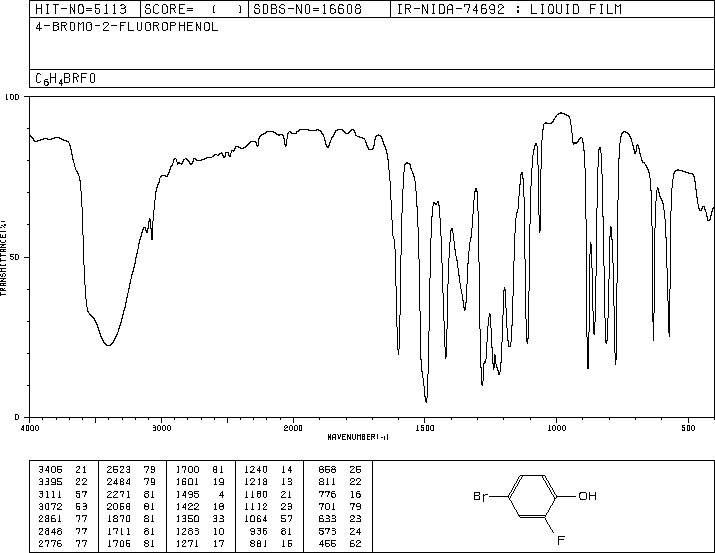 HIT-NO=5113 SCORE= ( ) SDBS-NO=16608 IR-NIDA-74692 : LIQUID FILM
4-BROMO-2-FLUOROPHENOL
C6H4BRFO
100
50
0
TRANSMITTANCE(%)
4000 3000 2000 1500 1000 500
WAVENUMBER(-1)
3405 21 2523 79 1700 81 1240 14 858 25
3395 22 2484 79 1601 19 1218 13 811 22
3111 57 2271 81 1495 4 1180 21 776 16
3072 53 2058 81 1422 18 1112 23 701 79
2861 77 1870 81 1350 33 1064 57 633 23
2848 77 1711 81 1283 10 936 81 573 24
2776 77 1705 81 1271 17 881 15 455 62
Br OH
F